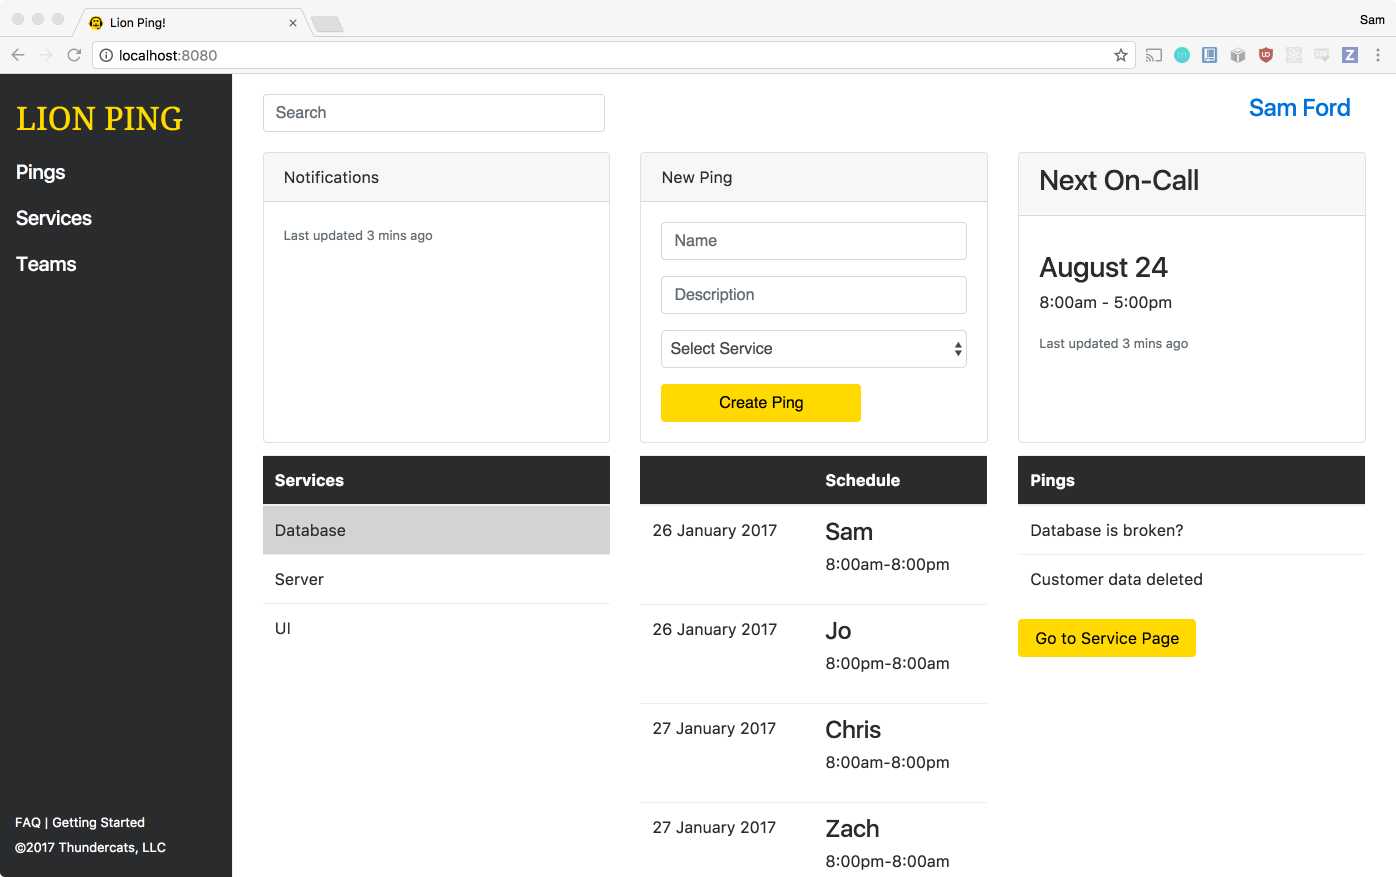 Lion Ping!
Sam
localhost:8080
LION PING
Pings
Services
Teams
FAQ | Getting Started
©2017 Thundercats, LLC
Search
Sam Ford
Notifications
Last updated 3 mins ago
New Ping
Name
Description
Select Service
Create Ping
Next On-Call
August 24
8:00am - 5:00pm
Last updated 3 mins ago
Services
Database
Server
UI
Schedule
26 January 2017
Sam
8:00am-8:00pm
26 January 2017
Jo
8:00pm-8:00am
27 January 2017
Chris
8:00am-8:00pm
27 January 2017
Zach
8:00pm-8:00am
Pings
Database is broken?
Customer data deleted
Go to Service Page